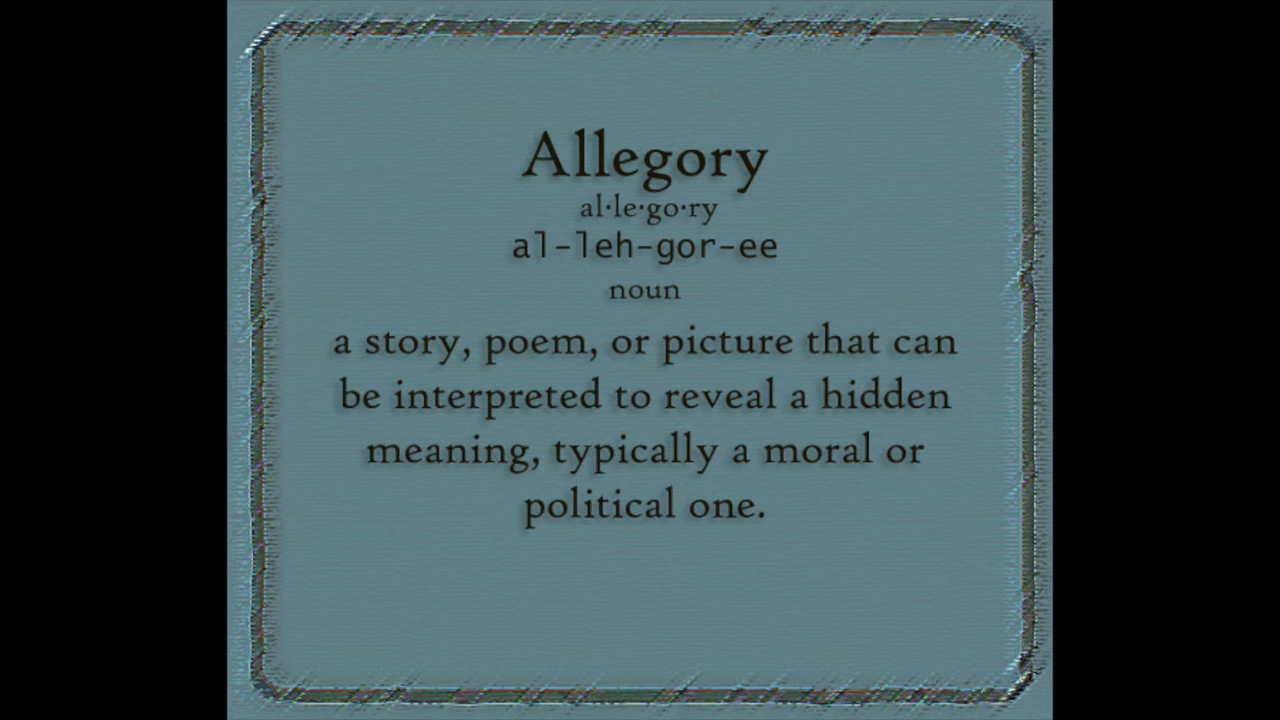 Allegory
al·le·go·ry
al-leh-gor-ee
noun
a story, poem, or picture that can
be interpreted to reveal a hidden
meaning, typically a moral or
political one.